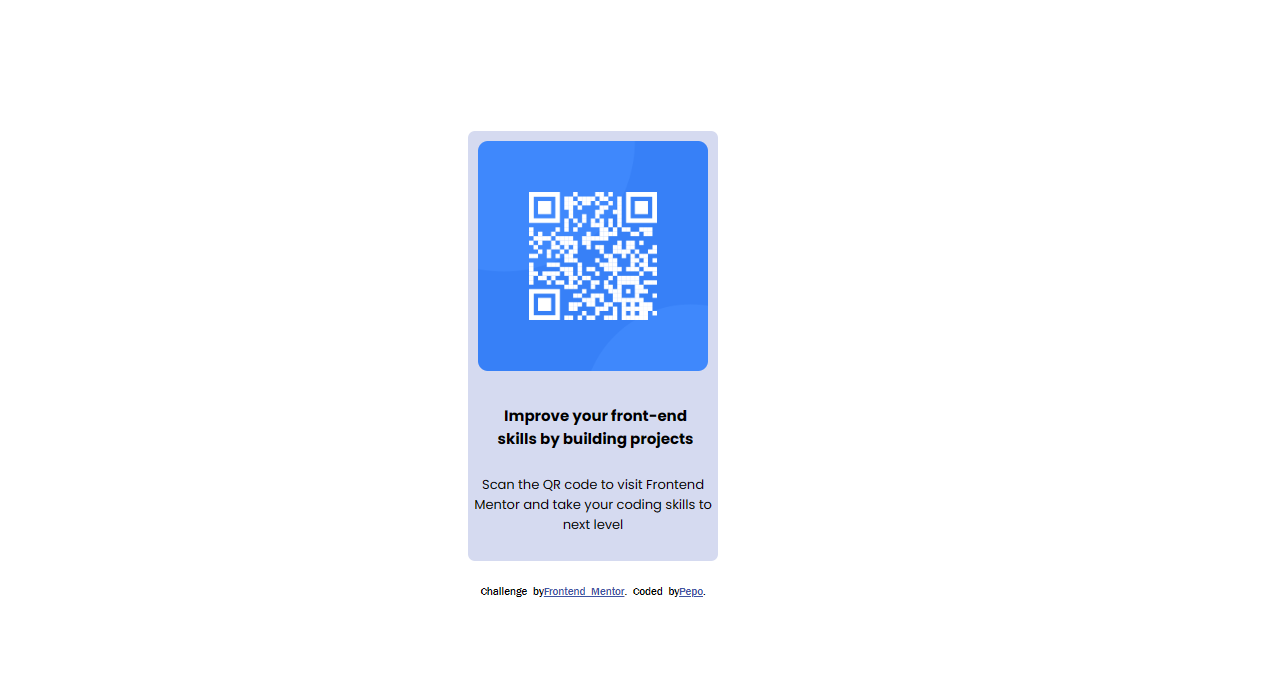 Improve your front-end
skills by building projects
Scan the QR code to visit Frontend
Mentor and take your coding skills to
next level
Challenge byFrontend Mentor. Coded byPepo.